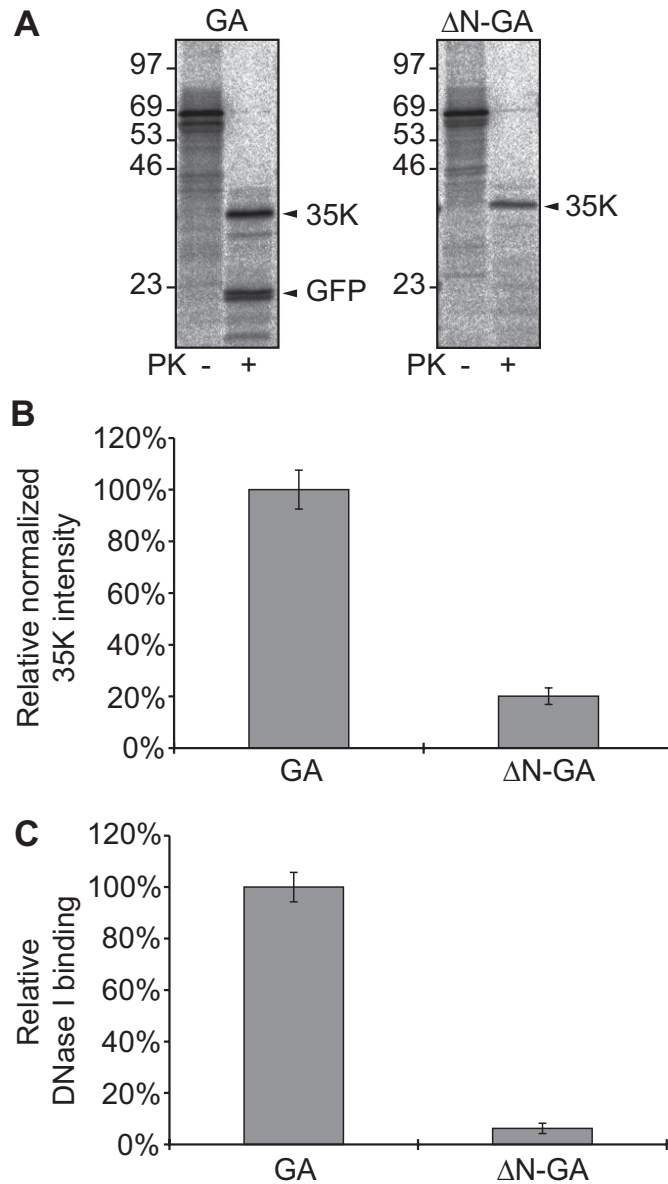 A
GA
ΔN-GA
97
69
53
46
23
35K
GFP
PK - +
97
69
53
46
23
35K
PK - +
B
Relative normalized
35K intensity
120%
100%
80%
60%
40%
20%
0%
GA
ΔN-GA
C
Relative
DNase I binding
120%
100%
80%
60%
40%
20%
0%
GA
ΔN-GA